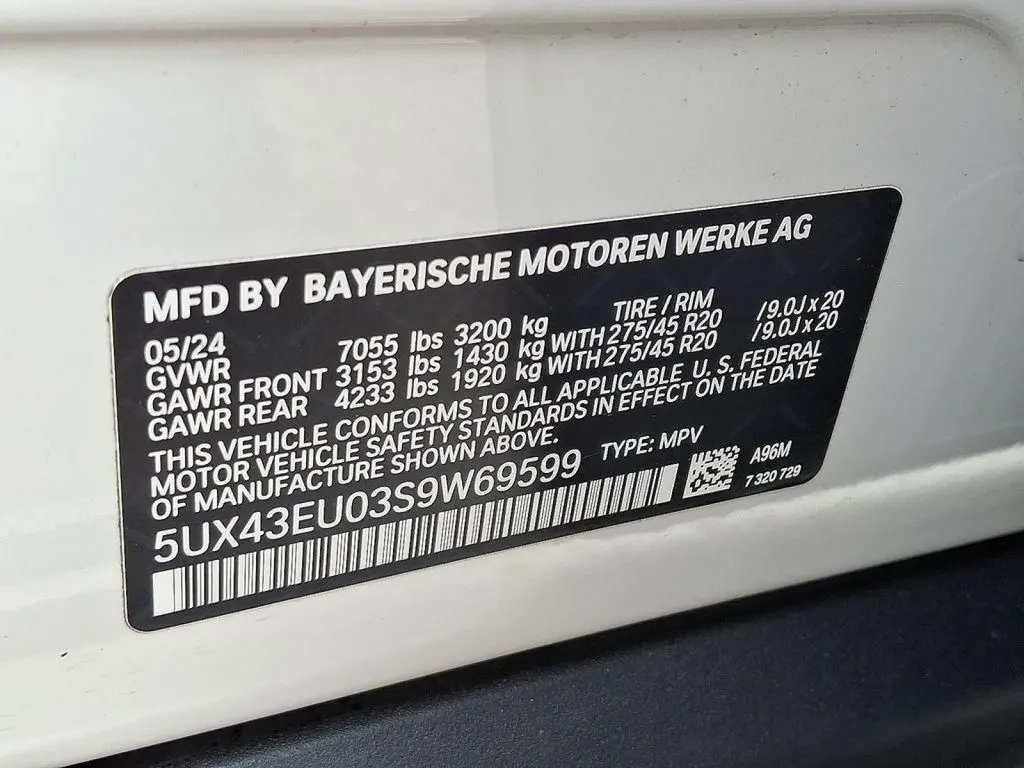 MFD BY BAYERISCHE MOTOREN WERKE AG
05/24 TIRE / RIM
GVWR 7055 lbs 3200 kg
GAWR FRONT 3153 lbs 1430 kg WITH 275/45 R20 /9.0J x 20
GAWR REAR 4233 lbs 1920 kg WITH 275/45 R20 /9.0J x 20
THIS VEHICLE CONFORMS TO ALL APPLICABLE U. S. FEDERAL
MOTOR VEHICLE SAFETY STANDARDS IN EFFECT ON THE DATE
OF MANUFACTURE SHOWN ABOVE.
TYPE: MPV
5UX43EU03S9W69599
A96M
7 320 729